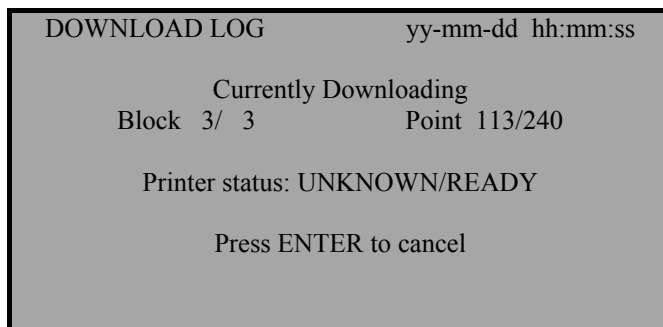 DOWNLOAD LOG yy-mm-dd hh:mm:ss
Currently Downloading
Block 3/ 3 Point 113/240
Printer status: UNKNOWN/READY
Press ENTER to cancel